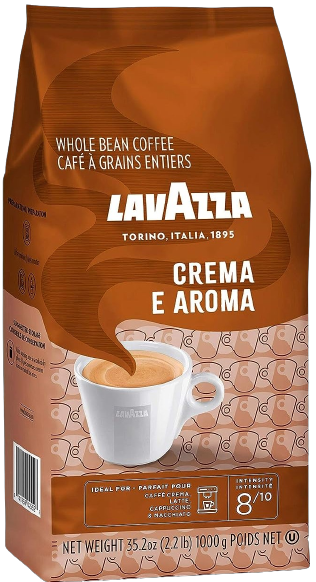 WHOLE BEAN COFFEE
CAFÉ À GRAINS ENTIERS
LAVAZZA
TORINO, ITALIA, 1895
CREMA
E AROMA
LAVAZZA
IDEAL FOR - PARFAIT POUR
CAFFÈ CREMA
LATTE
CAPPUCCINO
& MACCHIATO
INTENSITY
INTENSITÉ
8/10
NET WEIGHT 35.2oz (2.2 lb) 1000 g POIDS NET